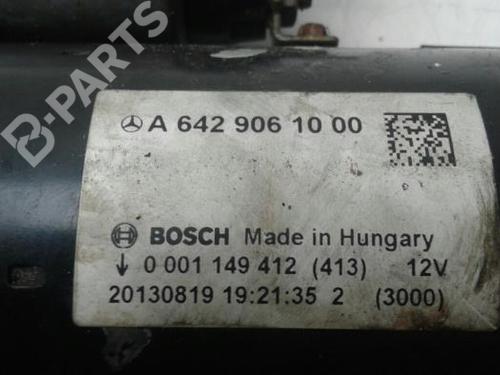 B-PARTS
A 642 906 10 00
BOSCH Made in Hungary
0 001 149 412 (413) 12V
20130819 19:21:35 2 (3000)